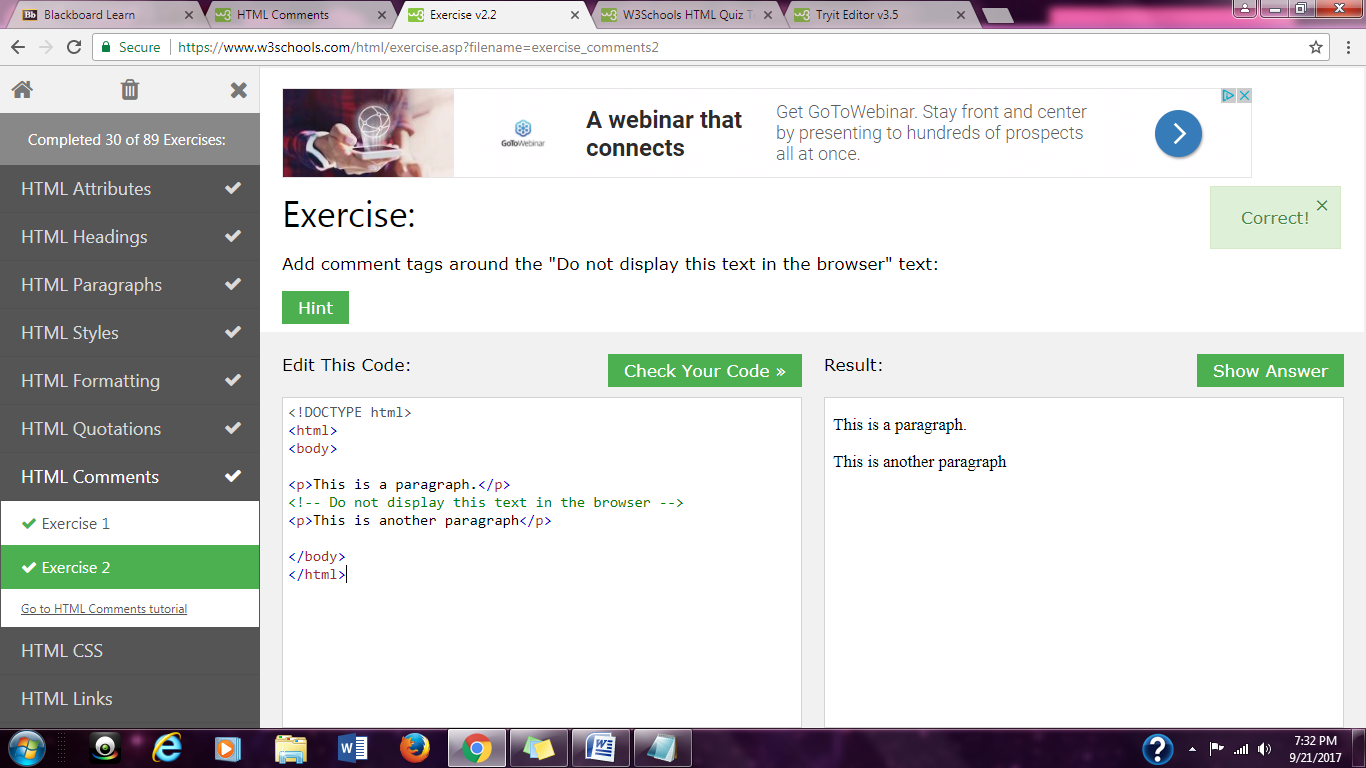 Bb Blackboard Learn
HTML Comments
Exercise v2.2
W3Schools HTML Quiz T
Tryit Editor v3.5
Secure https://www.w3schools.com/html/exercise.asp?filename=exercise_comments2
Completed 30 of 89 Exercises:
HTML Attributes
HTML Headings
HTML Paragraphs
HTML Styles
HTML Formatting
HTML Quotations
HTML Comments
Exercise 1
Exercise 2
Go to HTML Comments tutorial
HTML CSS
HTML Links
GoToWebinar
A webinar that
connects
Get GoToWebinar. Stay front and center
by presenting to hundreds of prospects
all at once.
Exercise:
Correct!
Add comment tags around the "Do not display this text in the browser" text:
Hint
Edit This Code:
Check Your Code »
<!DOCTYPE html>
<html>
<body>
<p>This is a paragraph.</p>
<!-- Do not display this text in the browser -->
<p>This is another paragraph</p>
</body>
</html>
Result:
Show Answer
This is a paragraph.
This is another paragraph
7:32 PM
9/21/2017